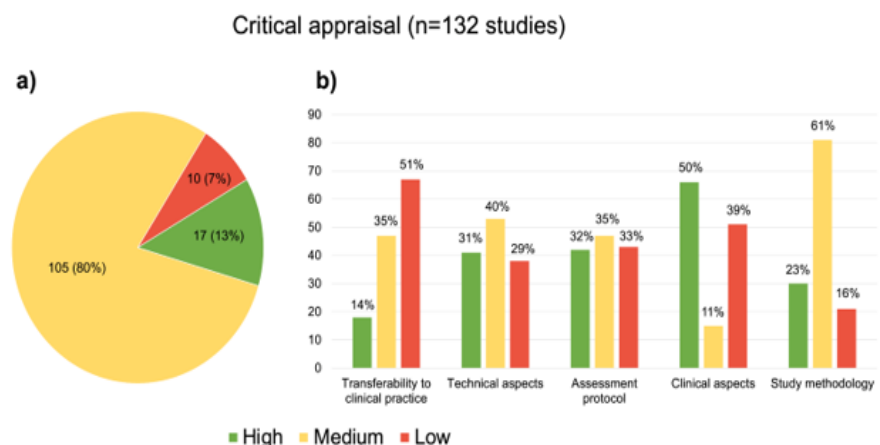 Critical appraisal (n=132 studies)
a)
10 (7%)
17 (13%)
105 (80%)
b)
90
80
70
60
50
40
30
20
10
0
14%
35%
51%
31%
40%
29%
32%
35%
33%
50%
11%
39%
23%
61%
16%
Transferability to
clinical practice
Technical aspects
Assessment
protocol
Clinical aspects
Study methodology
High
Medium
Low